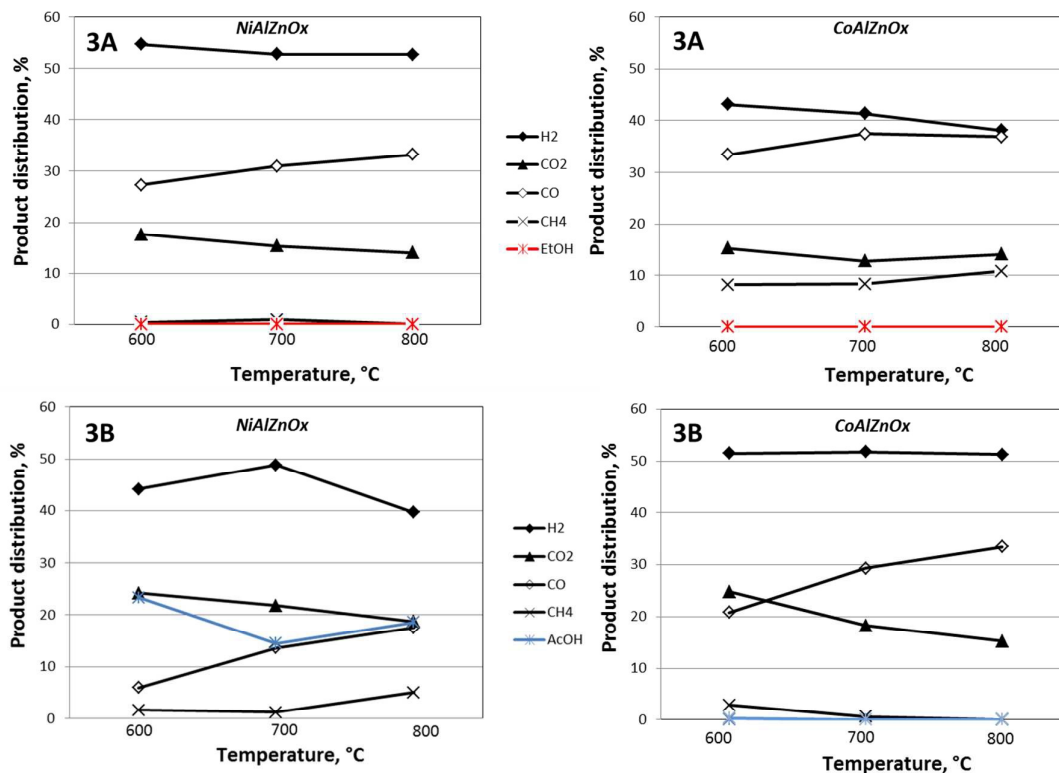 NiAlZnOx
3A
Product distribution, %
60
50
40
30
20
10
0
600
700
800
Temperature, °C
H2
CO2
CO
CH4
EtOH
CoAlZnOx
3A
Product distribution, %
60
50
40
30
20
10
0
600
700
800
Temperature, °C
NiAlZnOx
3B
Product distribution, %
60
50
40
30
20
10
0
600
700
800
Temperature, °C
H2
CO2
CO
CH4
AcOH
CoAlZnOx
3B
Product distribution, %
60
50
40
30
20
10
0
600
700
800
Temperature, °C